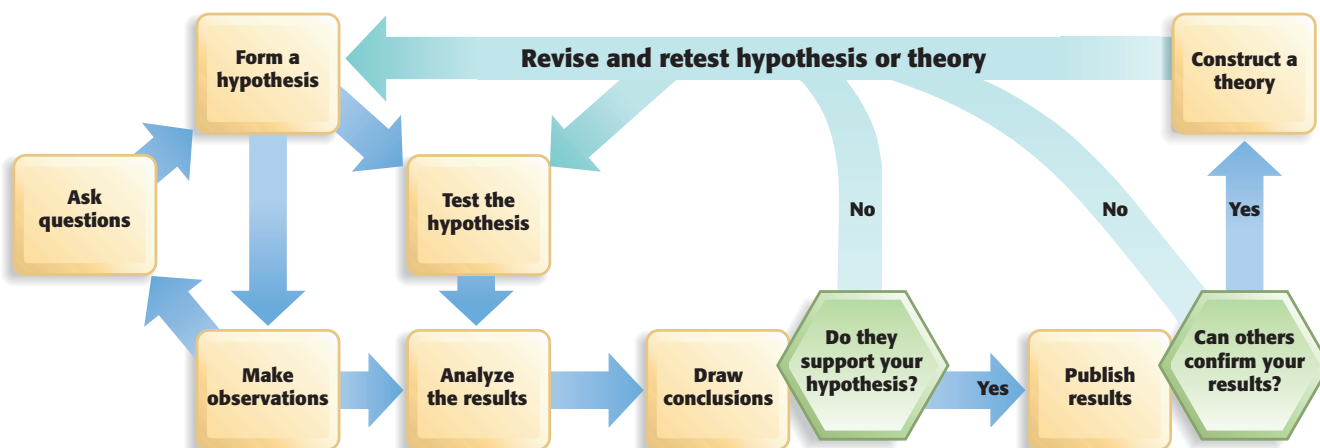 Form a
hypothesis
Revise and retest hypothesis or theory
Construct a
theory
Ask
questions
Test the
hypothesis
No
No
Yes
Make
observations
Analyze
the results
Draw
conclusions
Do they
support your
hypothesis?
Yes
Publish
results
Can others
confirm your
results?